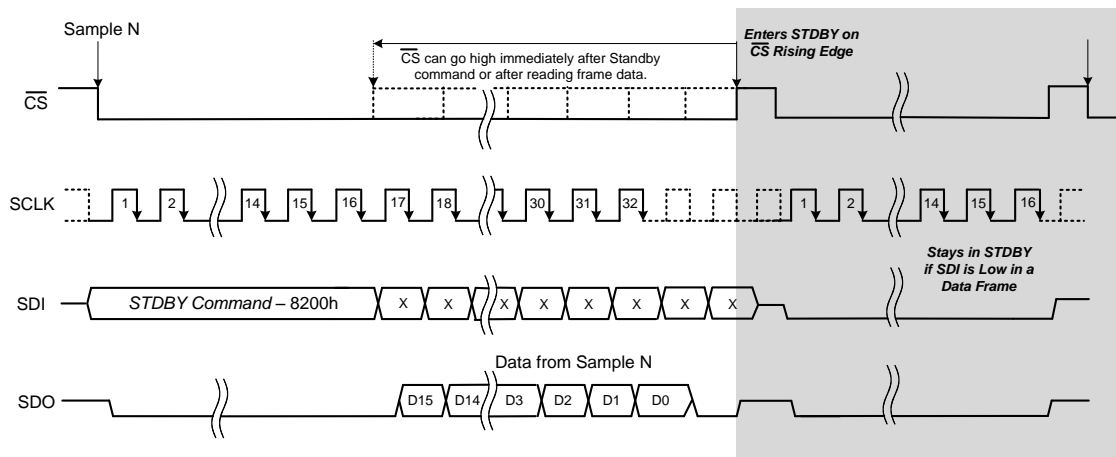 Sample N
CS can go high immediately after Standby
command or after reading frame data.
Enters STDBY on
CS Rising Edge
CS
SCLK
1 2 14 15 16 17 18 30 31 32 1 2 14 15 16
Stays in STDBY
if SDI is Low in a
Data Frame
SDI
STDBY Command – 8200h X X X X X X X X
Data from Sample N
SDO
D15 D14 D3 D2 D1 D0